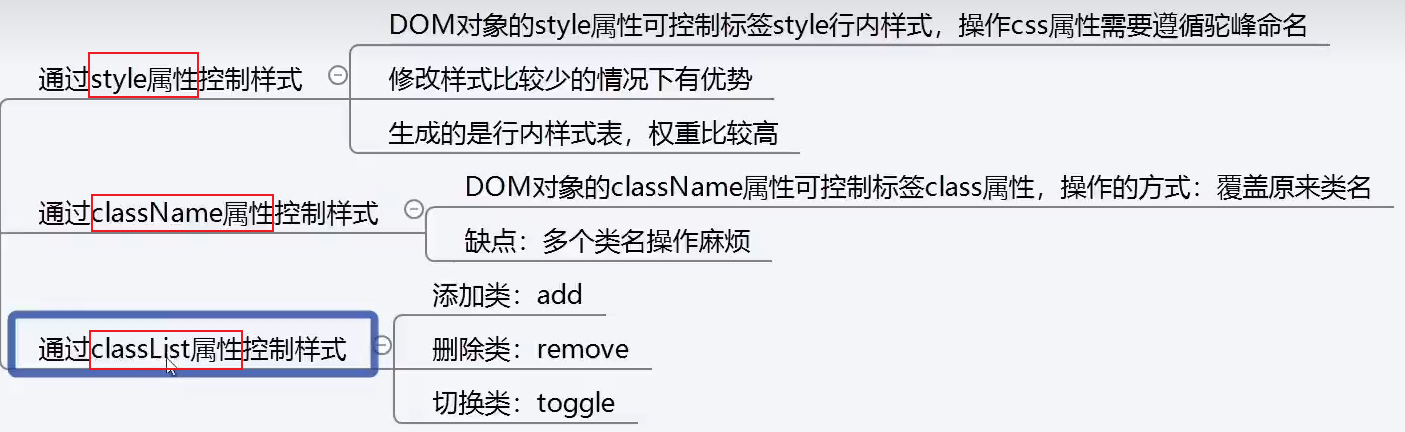 通过style属性控制样式
DOM对象的style属性可控制标签style行内样式，操作css属性需要遵循驼峰命名
修改样式比较少的情况下有优势
生成的是行内样式表，权重比较高
通过className属性控制样式
DOM对象的className属性可控制标签class属性，操作的方式：覆盖原来类名
缺点：多个类名操作麻烦
通过classList属性控制样式
添加类：add
删除类：remove
切换类：toggle